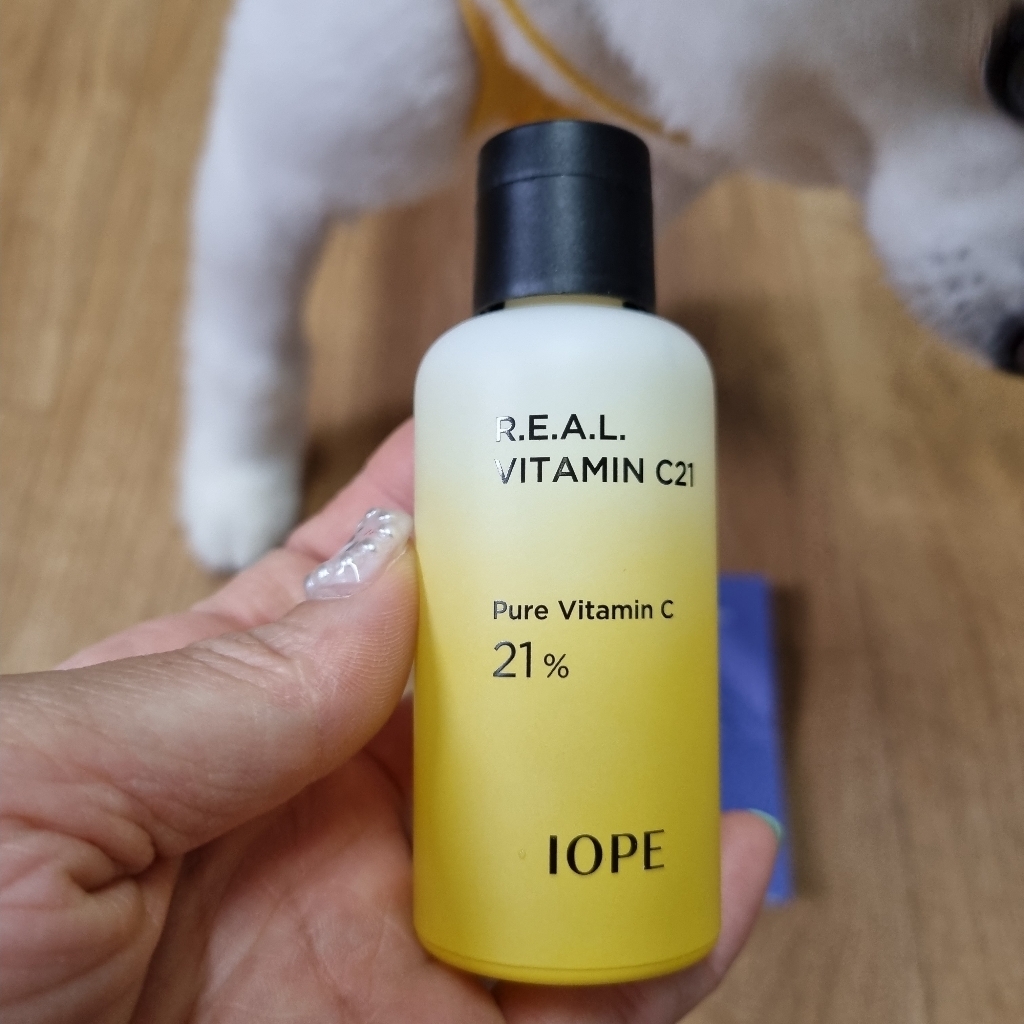 R.E.A.L.
VITAMIN C21
Pure Vitamin C
21%
IOPE